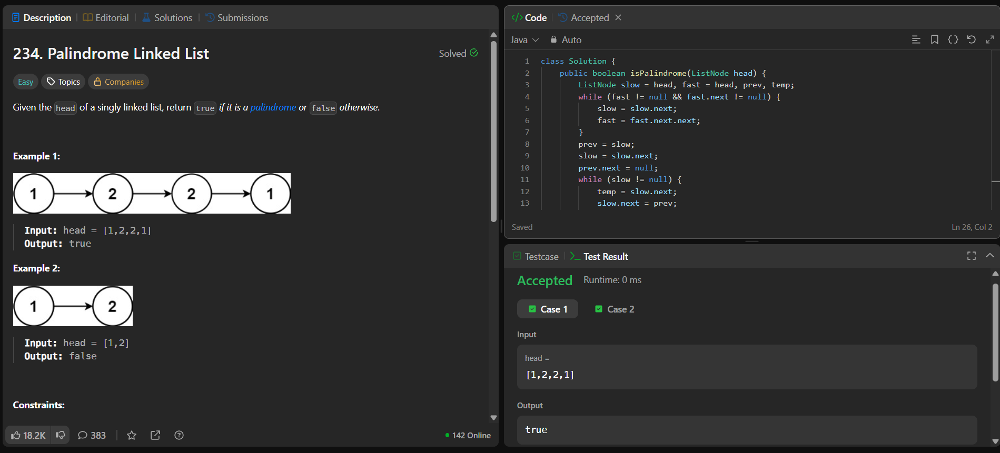 Description
Editorial
Solutions
Submissions
234. Palindrome Linked List
Solved
Easy
Topics
Companies
Given the head of a singly linked list, return true if it is a palindrome or false otherwise.
Example 1:
1 2 2 1
Input: head = [1,2,2,1]
Output: true
Example 2:
1 2
Input: head = [1,2]
Output: false
Constraints:
18.2K
383
142 Online
</> Code
Accepted
Java
Auto
1 class Solution {
2 public boolean isPalindrome(ListNode head) {
3 ListNode slow = head, fast = head, prev, temp;
4 while (fast != null && fast.next != null) {
5 slow = slow.next;
6 fast = fast.next.next;
7 }
8 prev = slow;
9 slow = slow.next;
10 prev.next = null;
11 while (slow != null) {
12 temp = slow.next;
13 slow.next = prev;
Saved
Ln 26, Col 2
Testcase
Test Result
Accepted
Runtime: 0 ms
Case 1
Case 2
Input
head =
[1,2,2,1]
Output
true